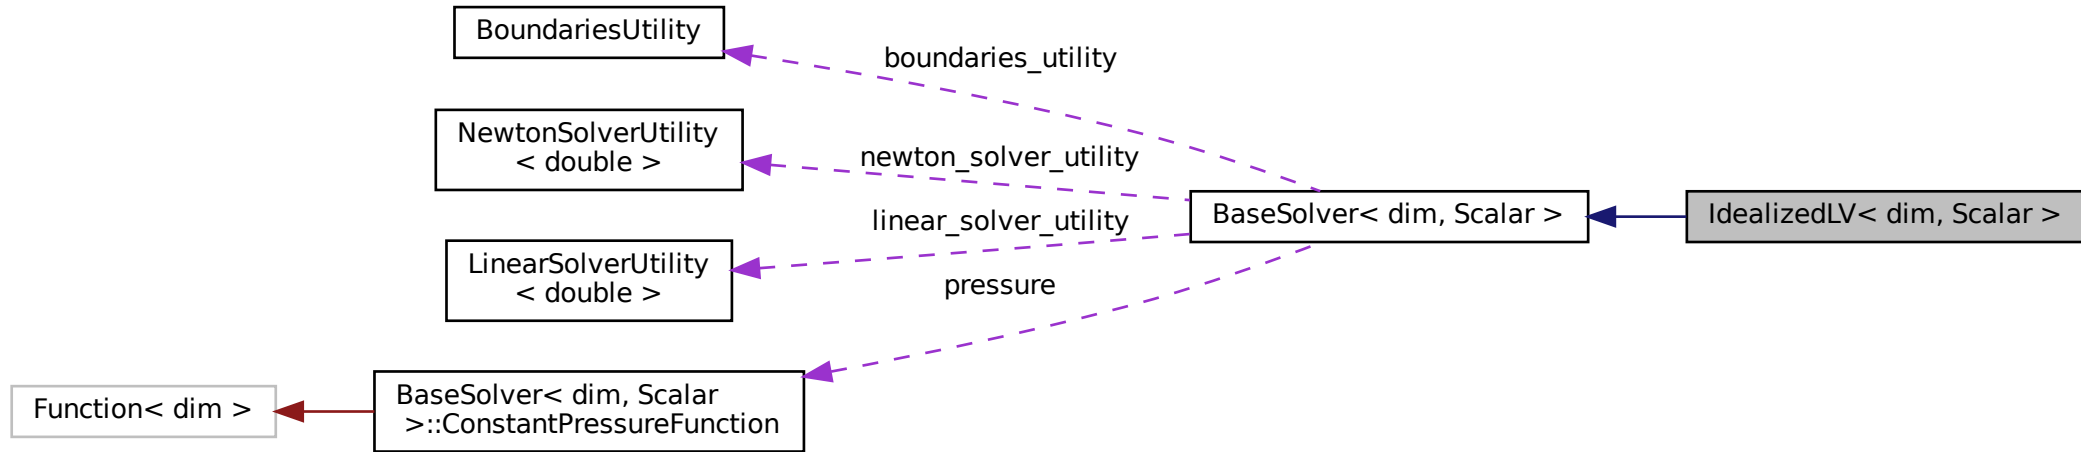 BoundariesUtility
boundaries_utility
NewtonSolverUtility
< double >
newton_solver_utility
linear_solver_utility
BaseSolver< dim, Scalar >
IdealizedLV< dim, Scalar >
LinearSolverUtility
< double >
pressure
Function< dim >
BaseSolver< dim, Scalar
>::ConstantPressureFunction